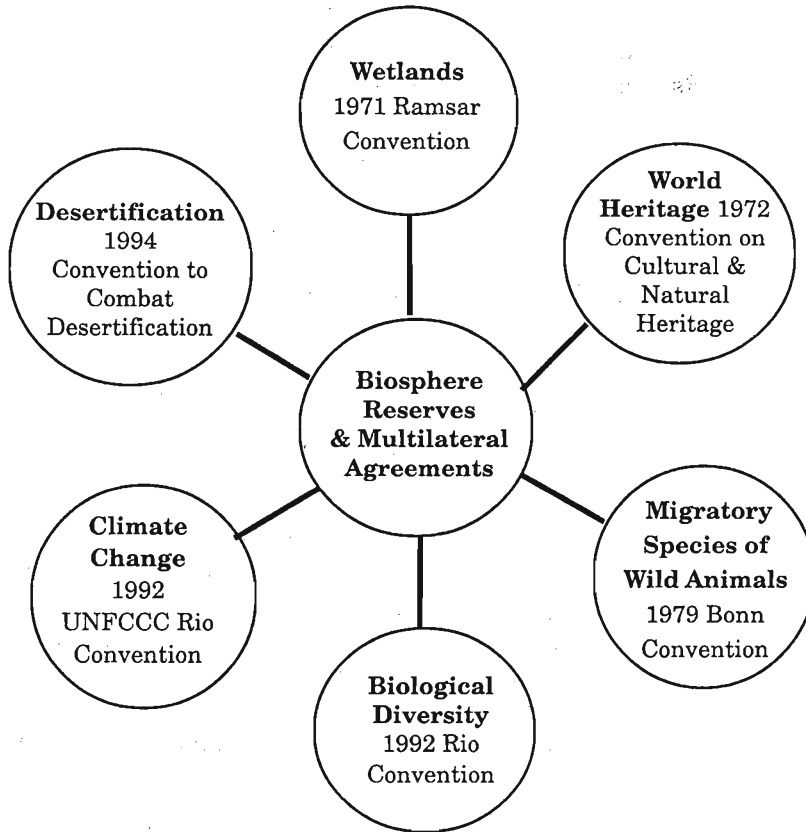 Wetlands
1971 Ramsar
Convention
World
Heritage 1972
Convention on
Cultural &
Natural
Heritage
Desertification
1994
Convention to
Combat
Desertification
Biosphere
Reserves
& Multilateral
Agreements
Climate
Change
1992
UNFCCC Rio
Convention
Migratory
Species of
Wild Animals
1979 Bonn
Convention
Biological
Diversity
1992 Rio
Convention